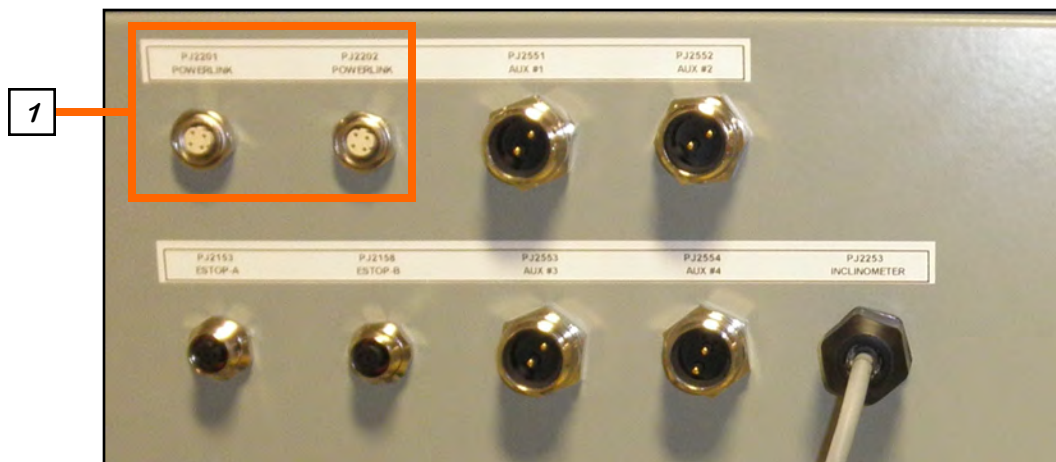 1
PJ2201 PJ2202 PJ2551 PJ2552
POWERLINK POWERLINK AUX #1 AUX #2
PJ2153 PJ2158 PJ2553 PJ2554 PJ2253
ESTOP-A ESTOP-B AUX #3 AUX #4 INCLINOMETER